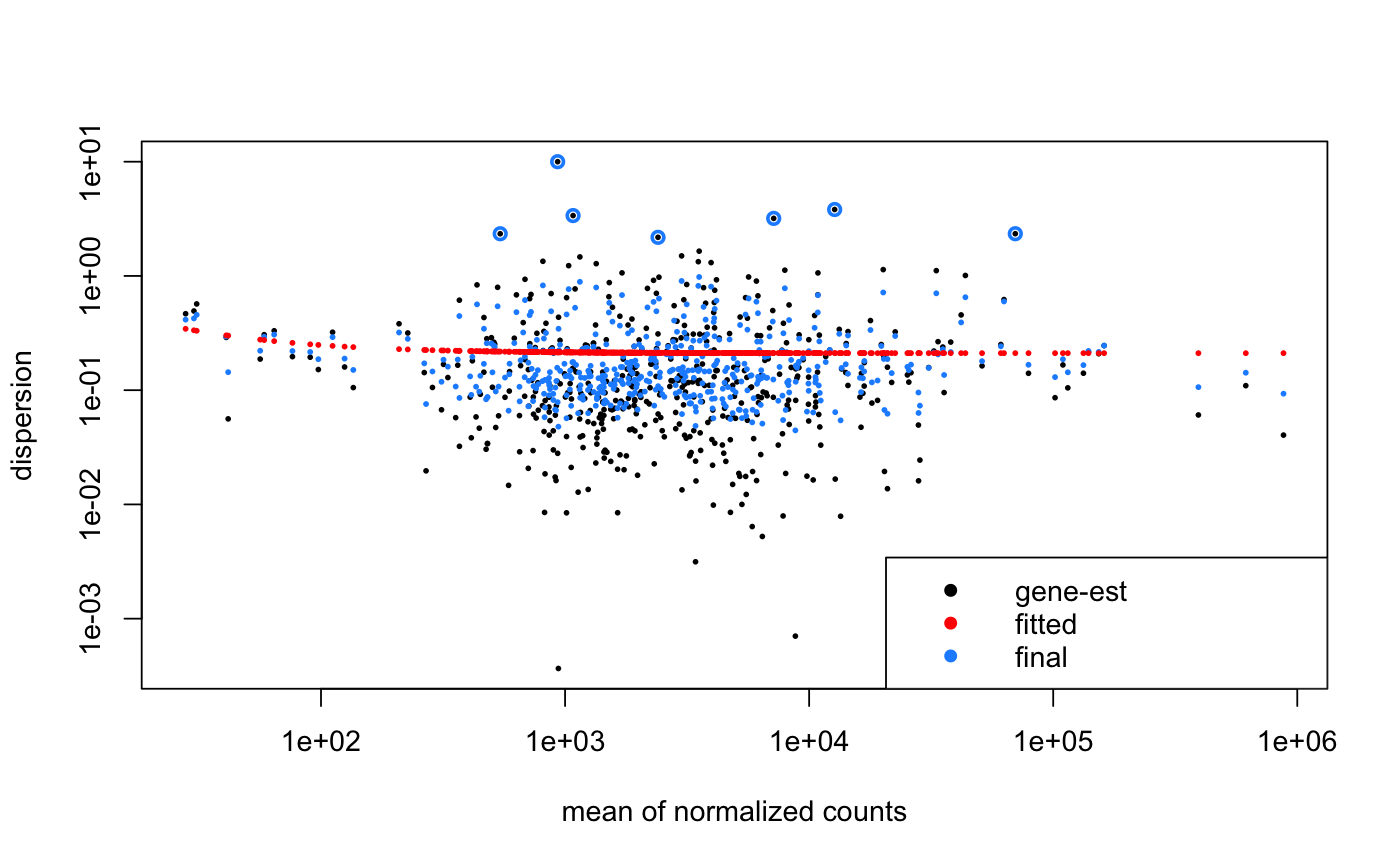 dispersion
1e+01
1e+00
1e-01
1e-02
1e-03
gene-est
fitted
final
1e+02 1e+03 1e+04 1e+05 1e+06
mean of normalized counts